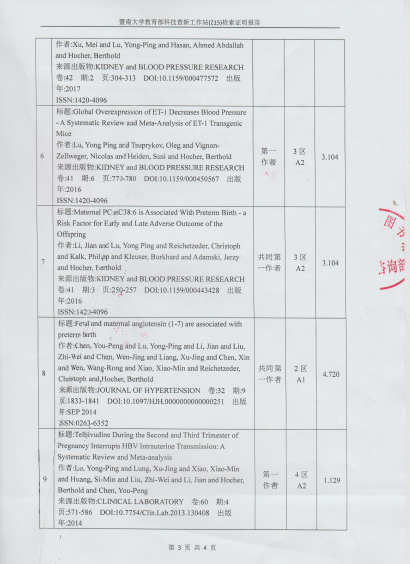 暨南大学教育部科技查新工作站(Z15)检索证明报告
作者:Xu, Mei and Lu, Yong-Ping and Hasan, Ahmed Abdallah
and Hocher, Berthold
来源出版物:KIDNEY and BLOOD PRESSURE RESEARCH
卷:42 期:2 页:304-313 DOI:10.1159/000477572 出版
年:2017
ISSN:1420-4096
6
标题:Global Overexpression of ET-1 Decreases Blood Pressure
- A Systematic Review and Meta-Analysis of ET-1 Transgenic
Mice
作者:Lu, Yong Ping and Tsuprykov, Oleg and Vignon-
Zellweger, Nicolas and Heiden, Susi and Hocher, Berthold
来源出版物:KIDNEY and BLOOD PRESSURE RESEARCH
卷:41 期:6 页:770-780 DOI:10.1159/000450567 出版
年:2016
ISSN:1420-4096
第一
作者
3 区
A2
3.104
7
标题:Maternal PC aeC38:6 is Associated With Preterm Birth - a
Risk Factor for Early and Late Adverse Outcome of the
Offspring
作者:Li, Jian and Lu, Yong Ping and Reichetzeder, Christoph
and Kalk, Philipp and Kleuser, Burkhard and Adamski, Jerzy
and Hocher, Berthold
来源出版物:KIDNEY and BLOOD PRESSURE RESEARCH
卷:41 期:3 页:250-257 DOI:10.1159/000443428 出版
年:2016
ISSN:1420-4096
共同第
一作者
3 区
A2
3.104
8
标题:Fetal and maternal angiotensin (1-7) are associated with
preterm birth
作者:Chen, You-Peng and Lu, Yong-Ping and Li, Jian and Liu,
Zhi-Wei and Chen, Wen-Jing and Liang, Xu-Jing and Chen, Xin
and Wen, Wang-Rong and Xiao, Xiao-Min and Reichetzeder,
Christoph and Hocher, Berthold
来源出版物:JOURNAL OF HYPERTENSION 卷:32 期:9
页:1833-1841 DOI:10.1097/HJH.0000000000000251 出版
年:SEP 2014
ISSN:0263-6352
共同第
一作者
2 区
A1
4.720
9
标题:Telbivudine During the Second and Third Trimester of
Pregnancy Interrupts HBV Intrauterine Transmission: A
Systematic Review and Meta-analysis
作者:Lu, Yong-Ping and Lung, Xu-Jing and Xiao, Xiao-Min
and Huang, Si-Min and Liu, Zhi-Wei and Li, Jian and Hocher,
Berthold and Chen, You-Peng
来源出版物:CLINICAL LABORATORY 卷:60 期:4
页:571-586 DOI:10.7754/Clin.Lab.2013.130408 出版
年:2014
第一
作者
4 区
A2
1.129
第 3 页 共 4 页